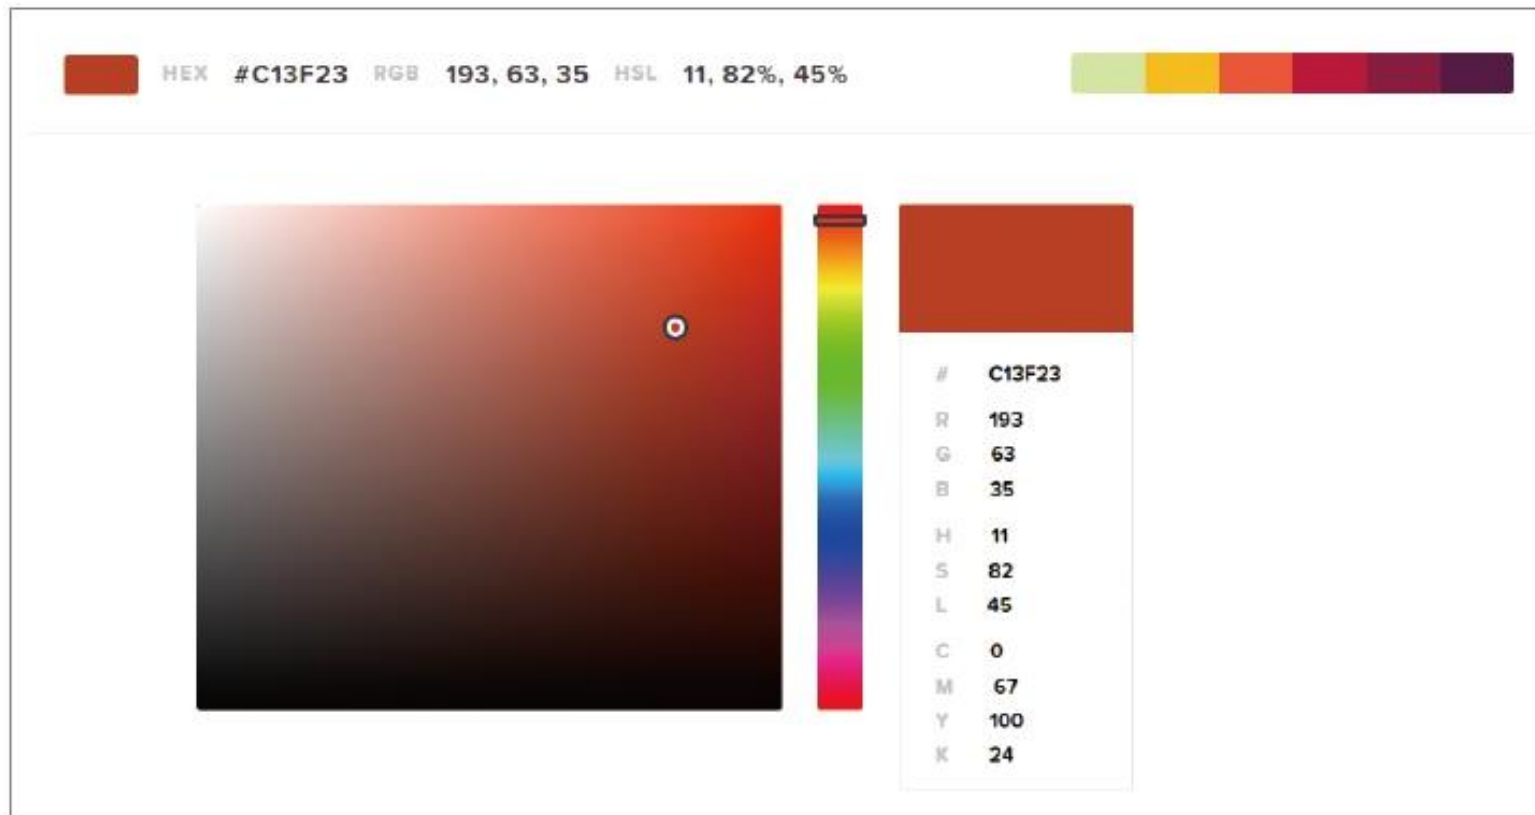 HEX #C13F23 RGB 193, 63, 35 HSL 11, 82%, 45%
# C13F23
R 193
G 63
B 35
H 11
S 82
L 45
C 0
M 67
Y 100
K 24